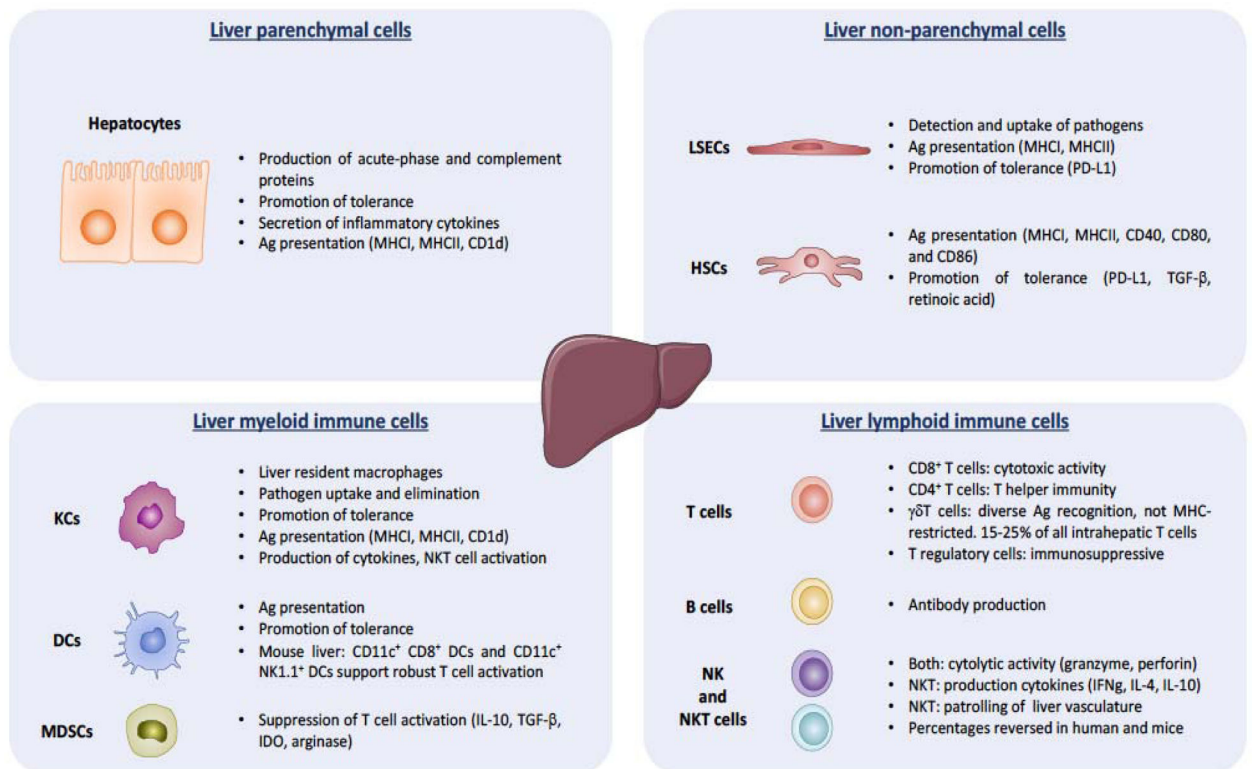 Liver parenchymal cells
Hepatocytes
• Production of acute-phase and complement
proteins
• Promotion of tolerance
• Secretion of inflammatory cytokines
• Ag presentation (MHCI, MHCII, CD1d)
Liver non-parenchymal cells
LSECs
• Detection and uptake of pathogens
• Ag presentation (MHCI, MHCII)
• Promotion of tolerance (PD-L1)
HSCs
• Ag presentation (MHCI, MHCII, CD40, CD80,
and CD86)
• Promotion of tolerance (PD-L1, TGF-β,
retinoic acid)
Liver myeloid immune cells
KCs
• Liver resident macrophages
• Pathogen uptake and elimination
• Promotion of tolerance
• Ag presentation (MHCI, MHCII, CD1d)
• Production of cytokines, NKT cell activation
DCs
• Ag presentation
• Promotion of tolerance
• Mouse liver: CD11c⁺ CD8⁺ DCs and CD11c⁺
NK1.1⁺ DCs support robust T cell activation
MDSCs
• Suppression of T cell activation (IL-10, TGF-β,
IDO, arginase)
Liver lymphoid immune cells
T cells
• CD8⁺ T cells: cytotoxic activity
• CD4⁺ T cells: T helper immunity
• γδT cells: diverse Ag recognition, not MHC-
restricted. 15-25% of all intrahepatic T cells
• T regulatory cells: immunosuppressive
B cells
• Antibody production
NK
and
NKT cells
• Both: cytolytic activity (granzyme, perforin)
• NKT: production cytokines (IFNg, IL-4, IL-10)
• NKT: patrolling of liver vasculature
• Percentages reversed in human and mice